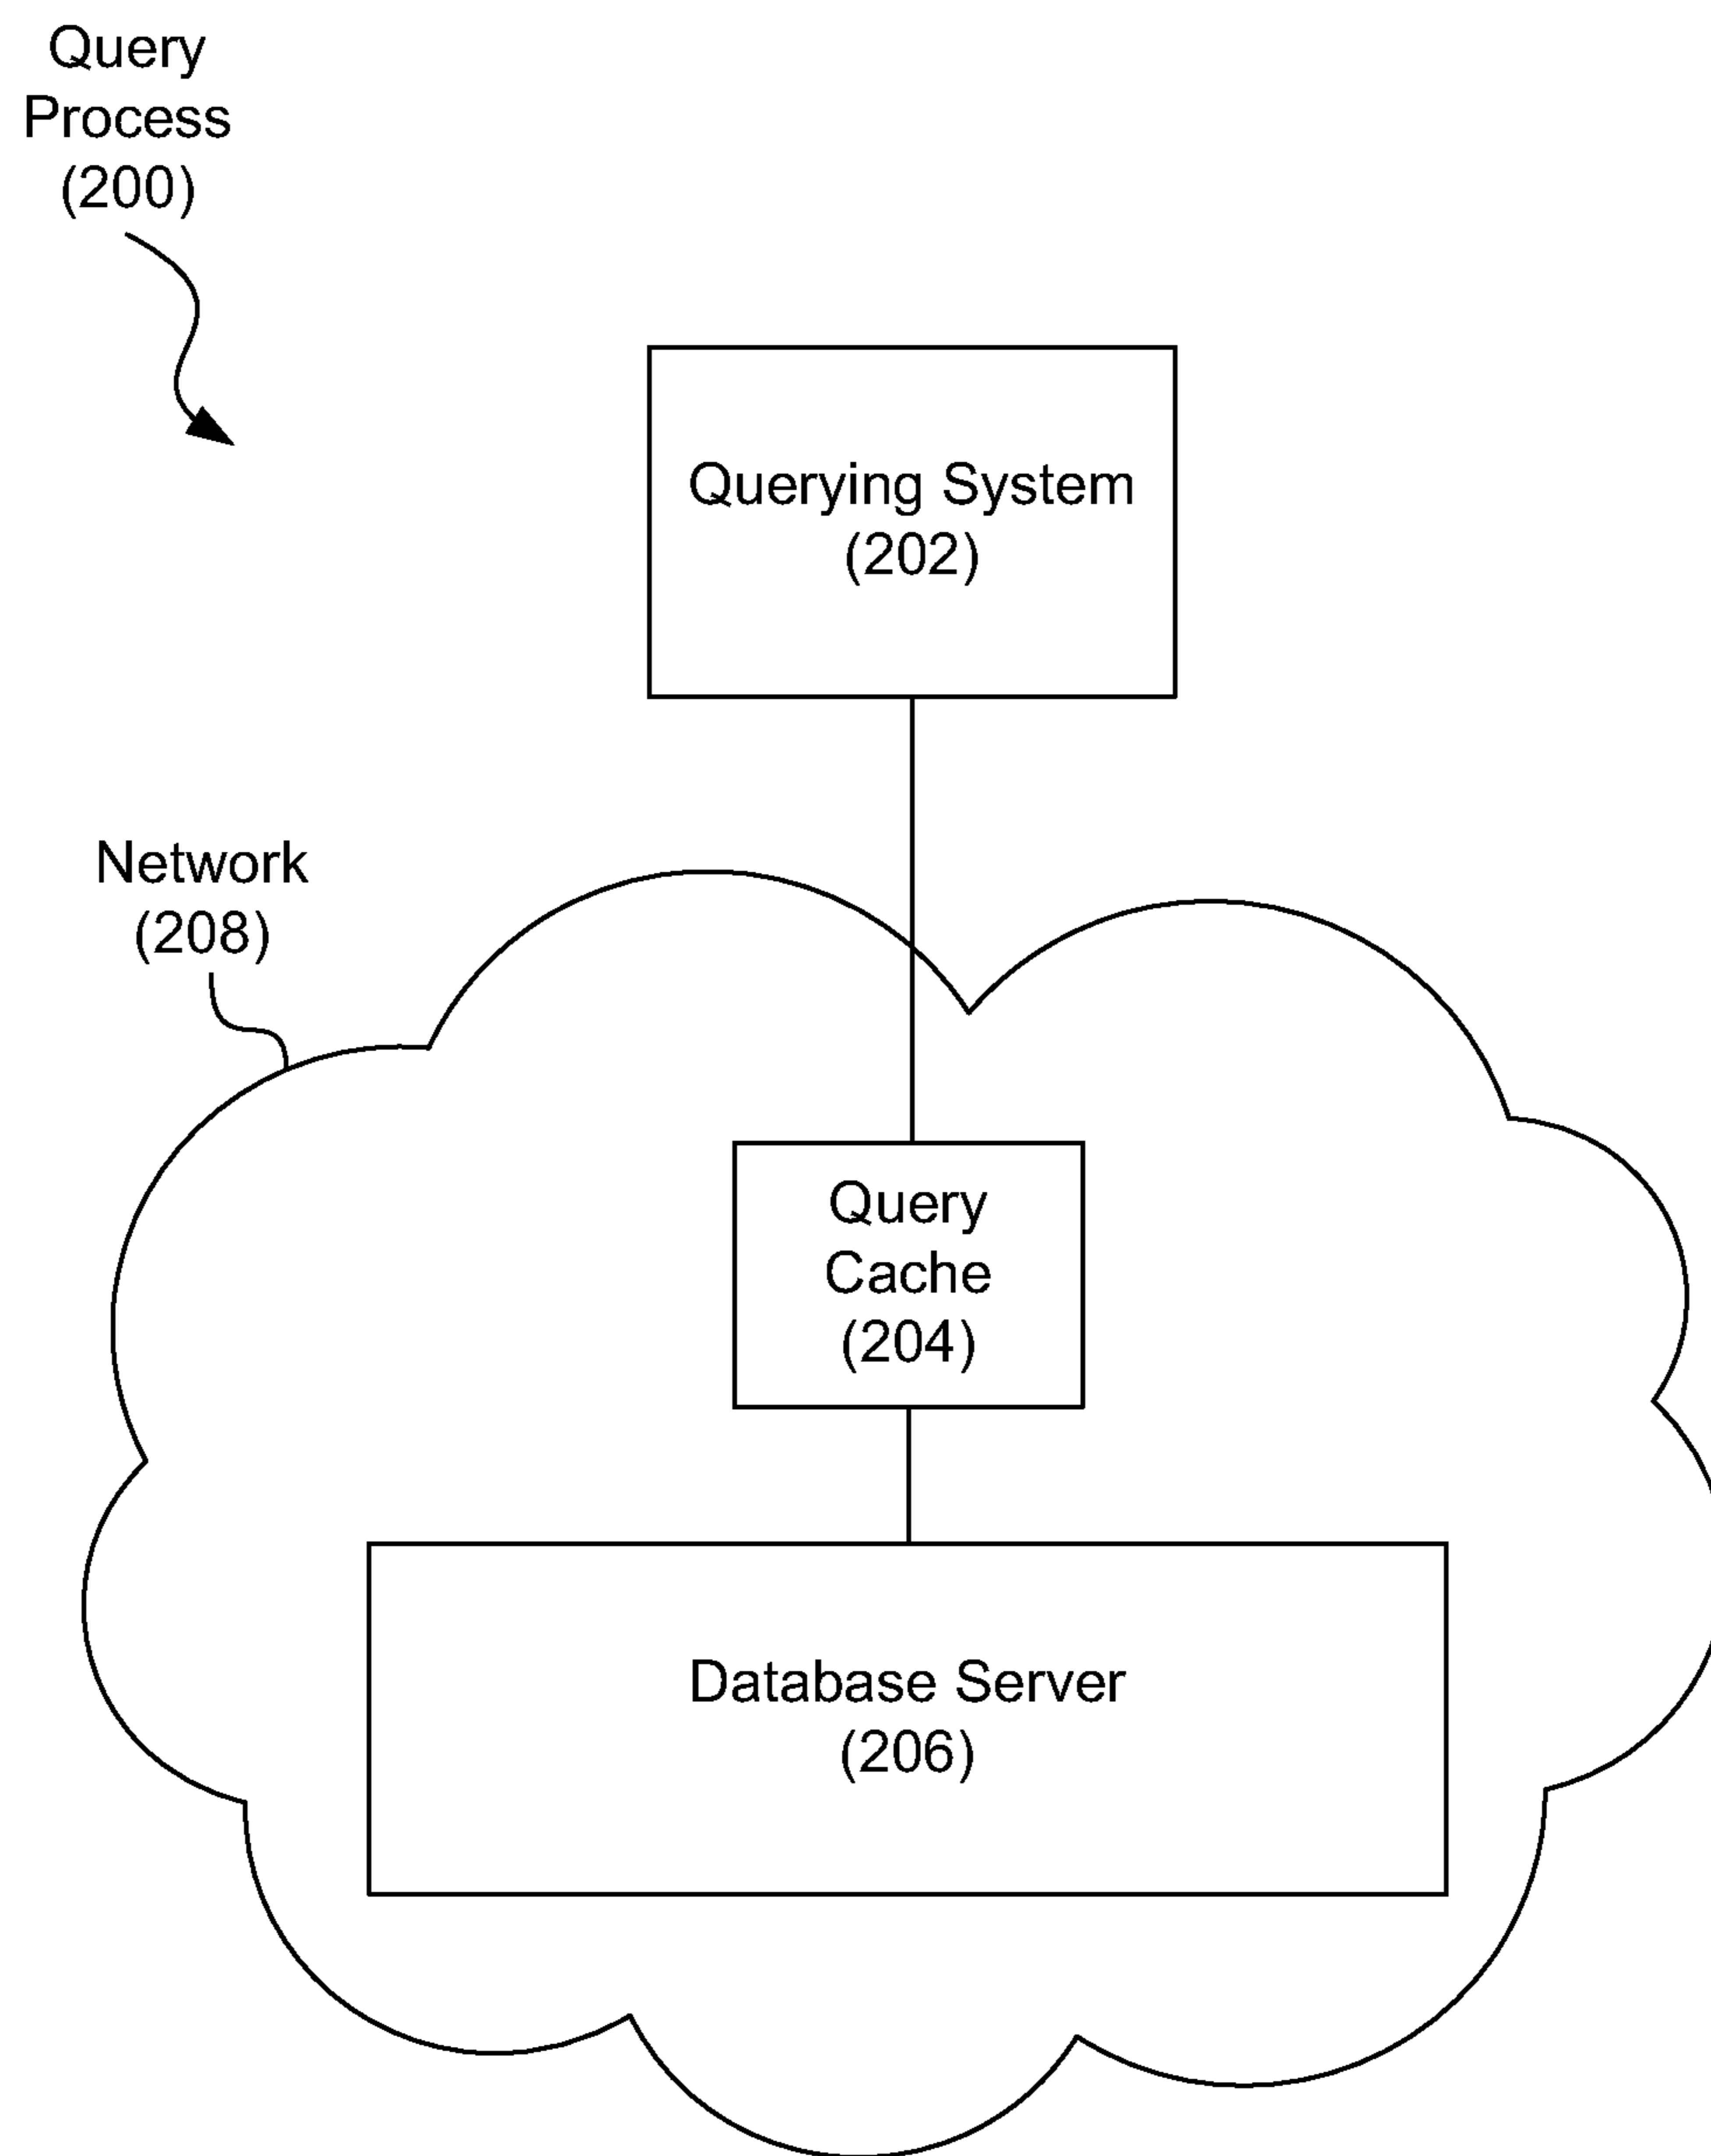 Query
Process
(200)
Querying System
(202)
Network
(208)
Query
Cache
(204)
Database Server
(206)